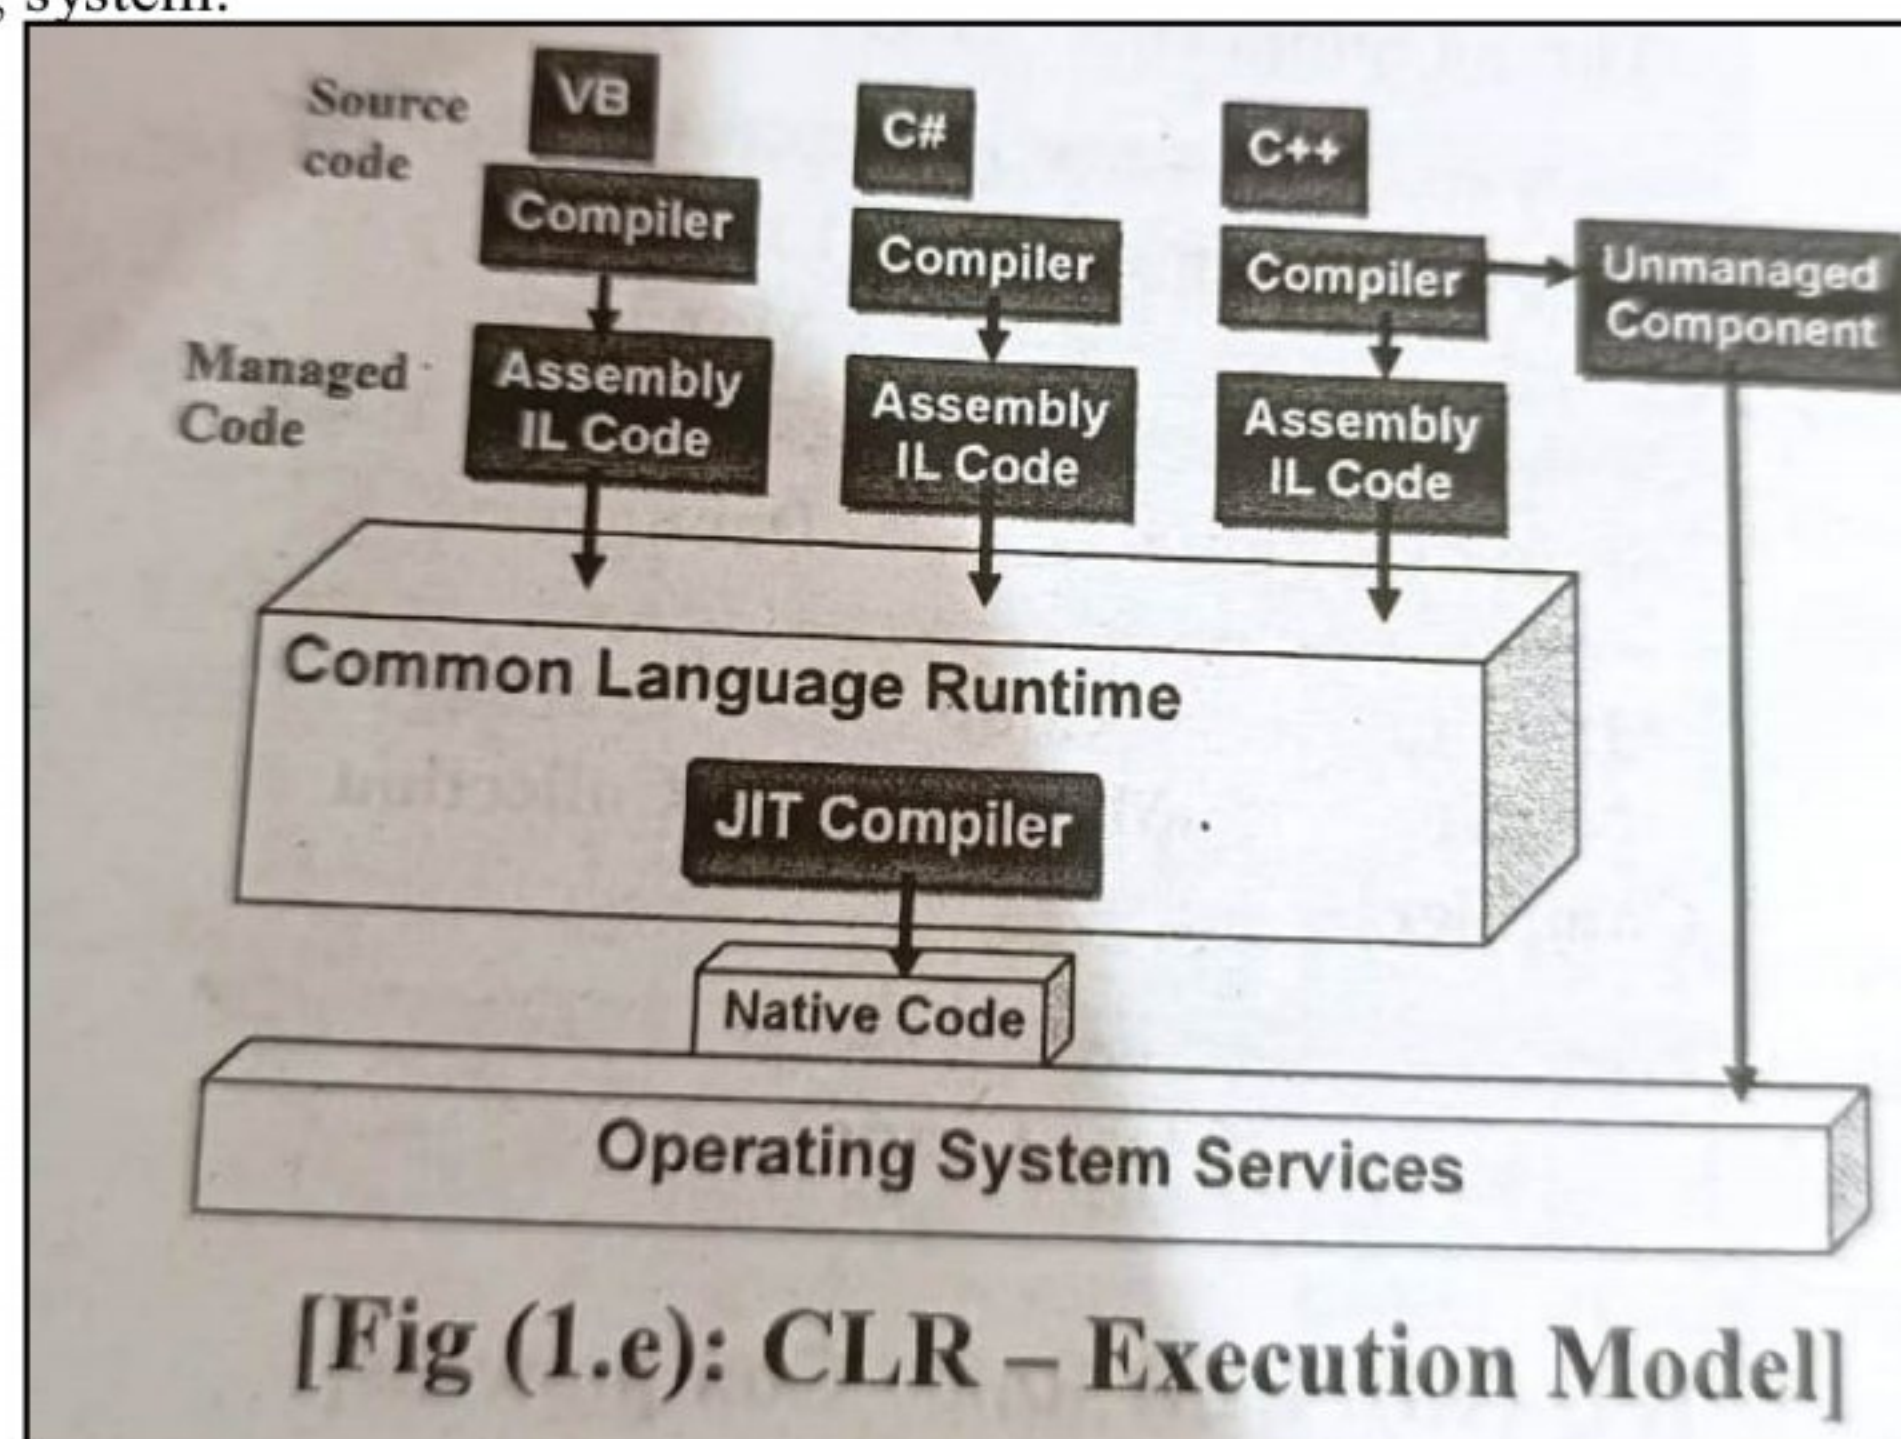 system.
Source
code
VB
C#
C++
Compiler
Compiler
Compiler
Unmanaged
Component
Managed
Code
Assembly
IL Code
Assembly
IL Code
Assembly
IL Code
Common Language Runtime
JIT Compiler
Native Code
Operating System Services
[Fig (1.e): CLR – Execution Model]